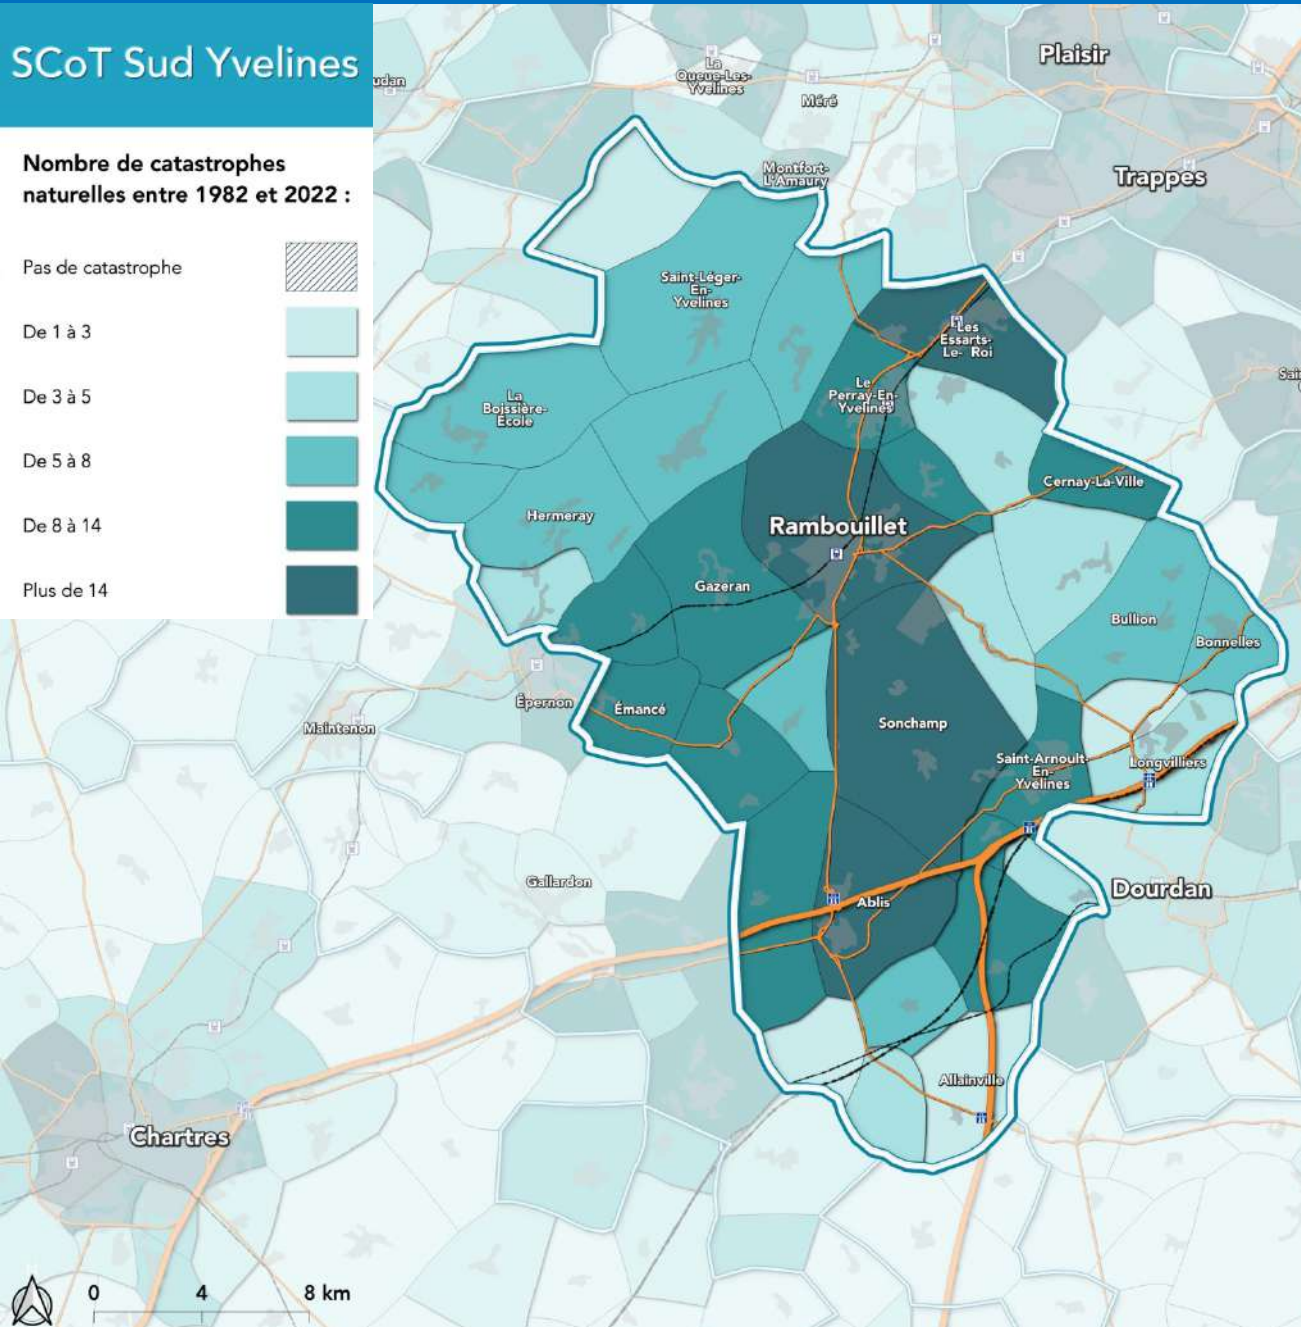 SCoT Sud Yvelines
Nombre de catastrophes
naturelles entre 1982 et 2022 :
Pas de catastrophe
De 1 à 3
De 3 à 5
De 5 à 8
De 8 à 14
Plus de 14
Plaisir
La
Queue-Les-
Yvelines
Méré
Montfort-
L'Amaury
Trappes
Saint-Léger-
En-
Yvelines
Les
Essarts-
Le- Roi
La
Boissière-
École
Le
Perray-En-
Yvelines
Cernay-La-Ville
Hermeray
Rambouillet
Gazeran
Bullion
Bonnelles
Épernon
Émancé
Maintenon
Sonchamp
Saint-Arnoult-
En-
Yvelines
Longvilliers
Gallardon
Ablis
Dourdan
Allainville
Chartres
0 4 8 km